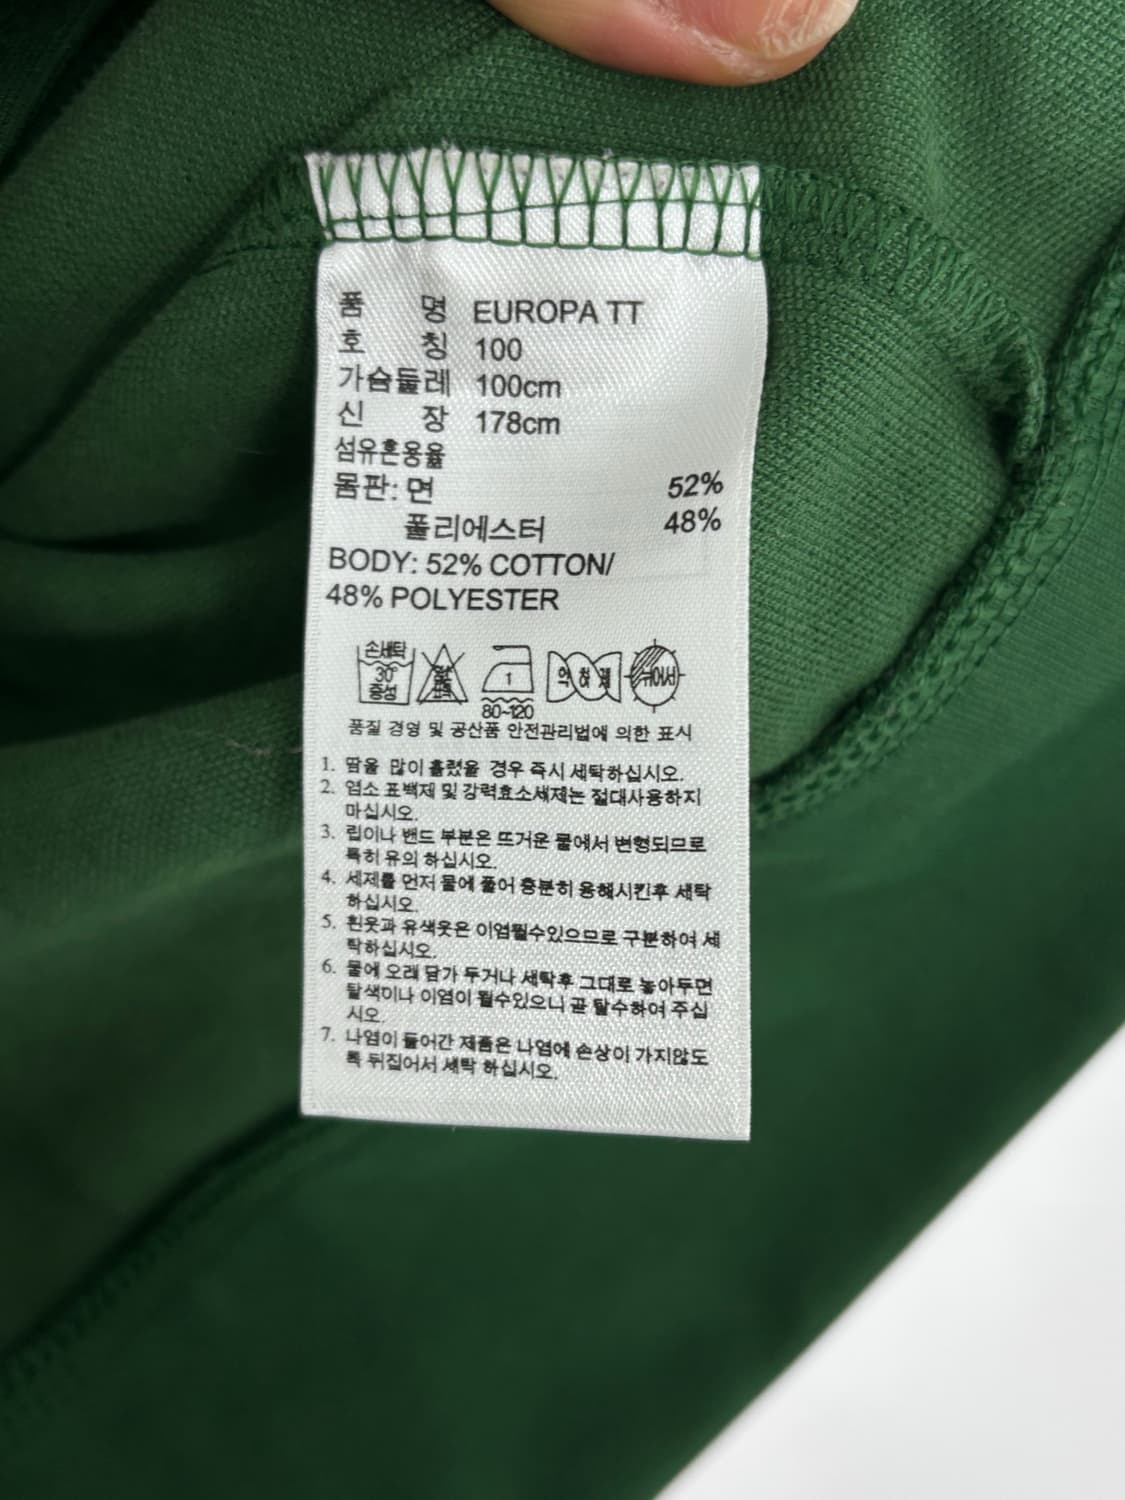 품 명 EUROPA TT
호 칭 100
가슴둘레 100cm
신 장 178cm
섬유혼용율
몸판: 면 52%
폴리에스터 48%
BODY: 52% COTTON/
48% POLYESTER
손세탁
30°
중성
1
80~120
약하게
뉘어서
품질 경영 및 공산품 안전관리법에 의한 표시
1. 땀을 많이 흘렸을 경우 즉시 세탁하십시오.
2. 염소 표백제 및 강력효소세제는 절대사용하지
마십시오.
3. 립이나 밴드 부분은 뜨거운 물에서 변형되므로
특히 유의 하십시오.
4. 세제를 먼저 물에 풀어 충분히 용해시킨후 세탁
하십시오.
5. 흰옷과 유색옷은 이염될수있으므로 구분하여 세
탁하십시오.
6. 물에 오래 담가 두거나 세탁후 그대로 놓아두면
탈색이나 이염이 될수있으니 곧 탈수하여 주십
시오.
7. 나염이 들어간 제품은 나염에 손상이 가지않도
록 뒤집어서 세탁 하십시오.